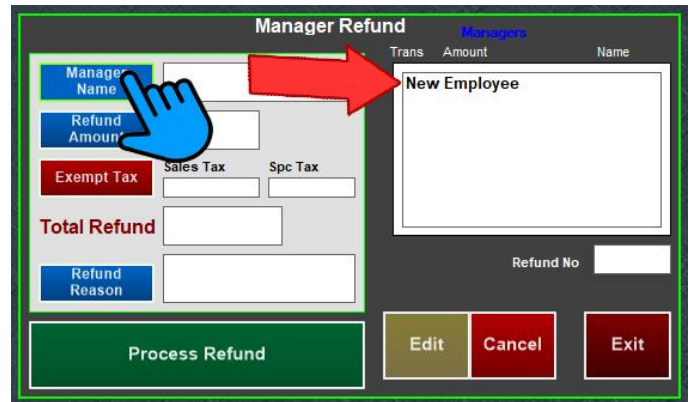 Manager Refund
Managers
Trans Amount Name
Manager
Name
New Employee
Refund
Amount
Exempt Tax
Sales Tax Spc Tax
Total Refund
Refund No
Refund
Reason
Process Refund
Edit Cancel Exit